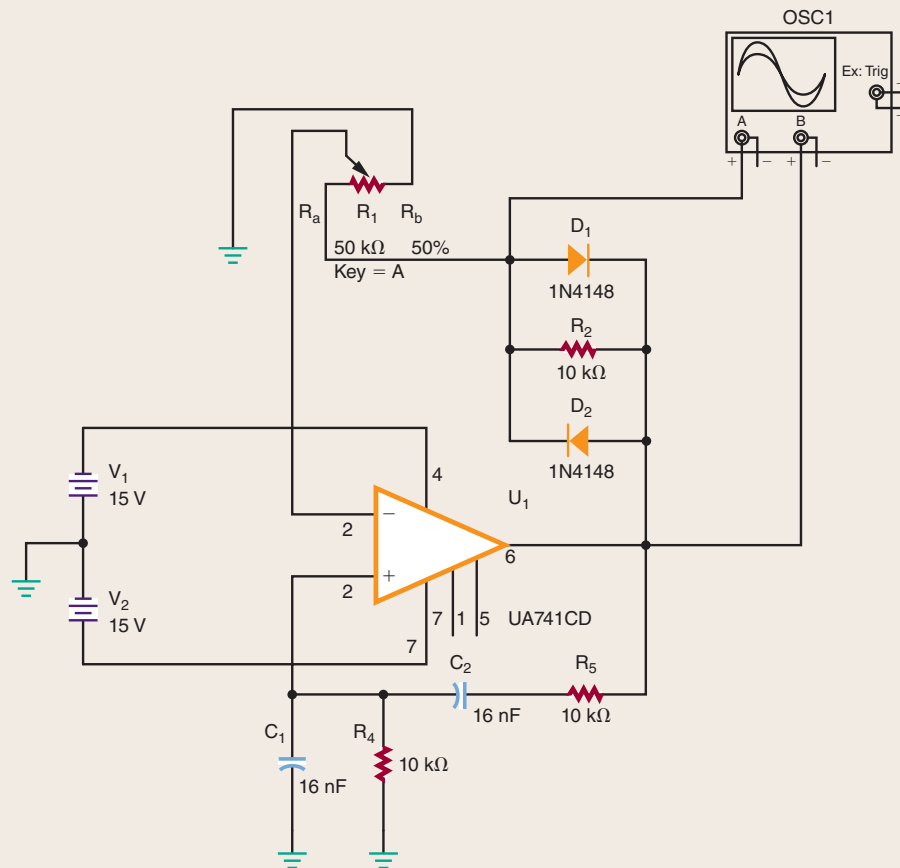 OSC1
Ex: Trig
A
B
+
−
+
−
R1
Ra
Rb
50 kΩ 50%
Key = A
D1
1N4148
R2
10 kΩ
D2
1N4148
V1
15 V
4
U1
2
−
6
2
+
V2
15 V
7
7
1
5
UA741CD
C2
R5
16 nF
10 kΩ
C1
R4
16 nF
10 kΩ